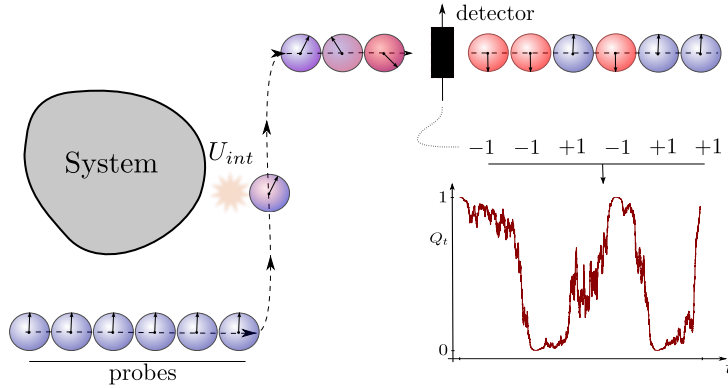 detector
System
U_int
−1 −1 +1 −1 +1 +1
1
Q_t
0
probes